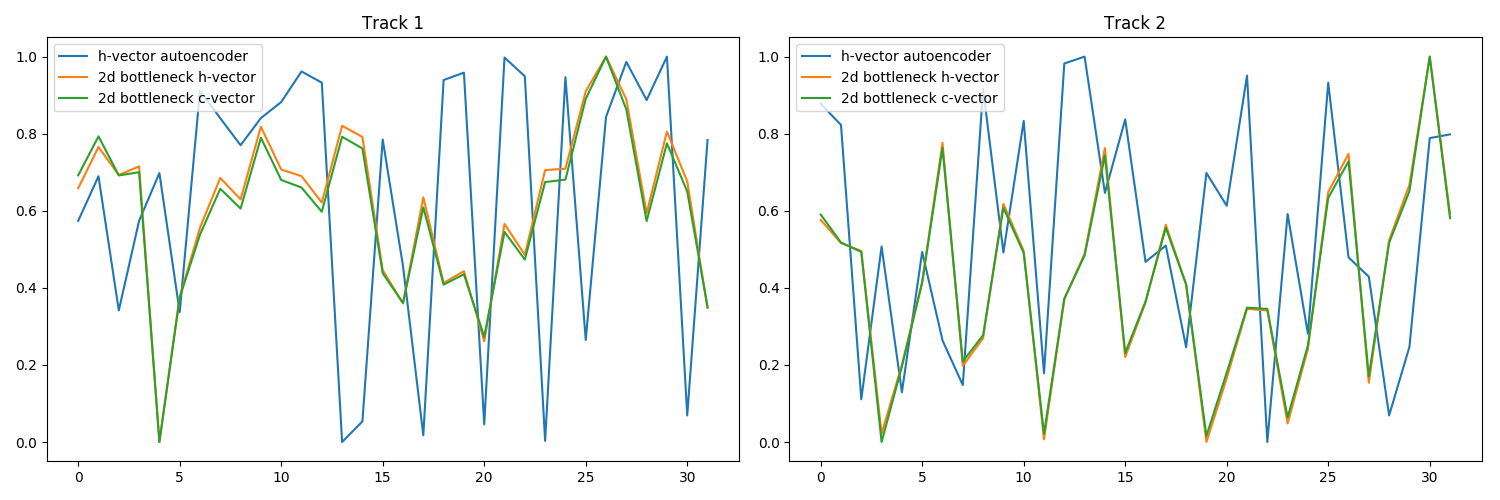 Track 1
h-vector autoencoder
2d bottleneck h-vector
2d bottleneck c-vector
1.0
0.8
0.6
0.4
0.2
0.0
0 5 10 15 20 25 30
Track 2
h-vector autoencoder
2d bottleneck h-vector
2d bottleneck c-vector
1.0
0.8
0.6
0.4
0.2
0.0
0 5 10 15 20 25 30